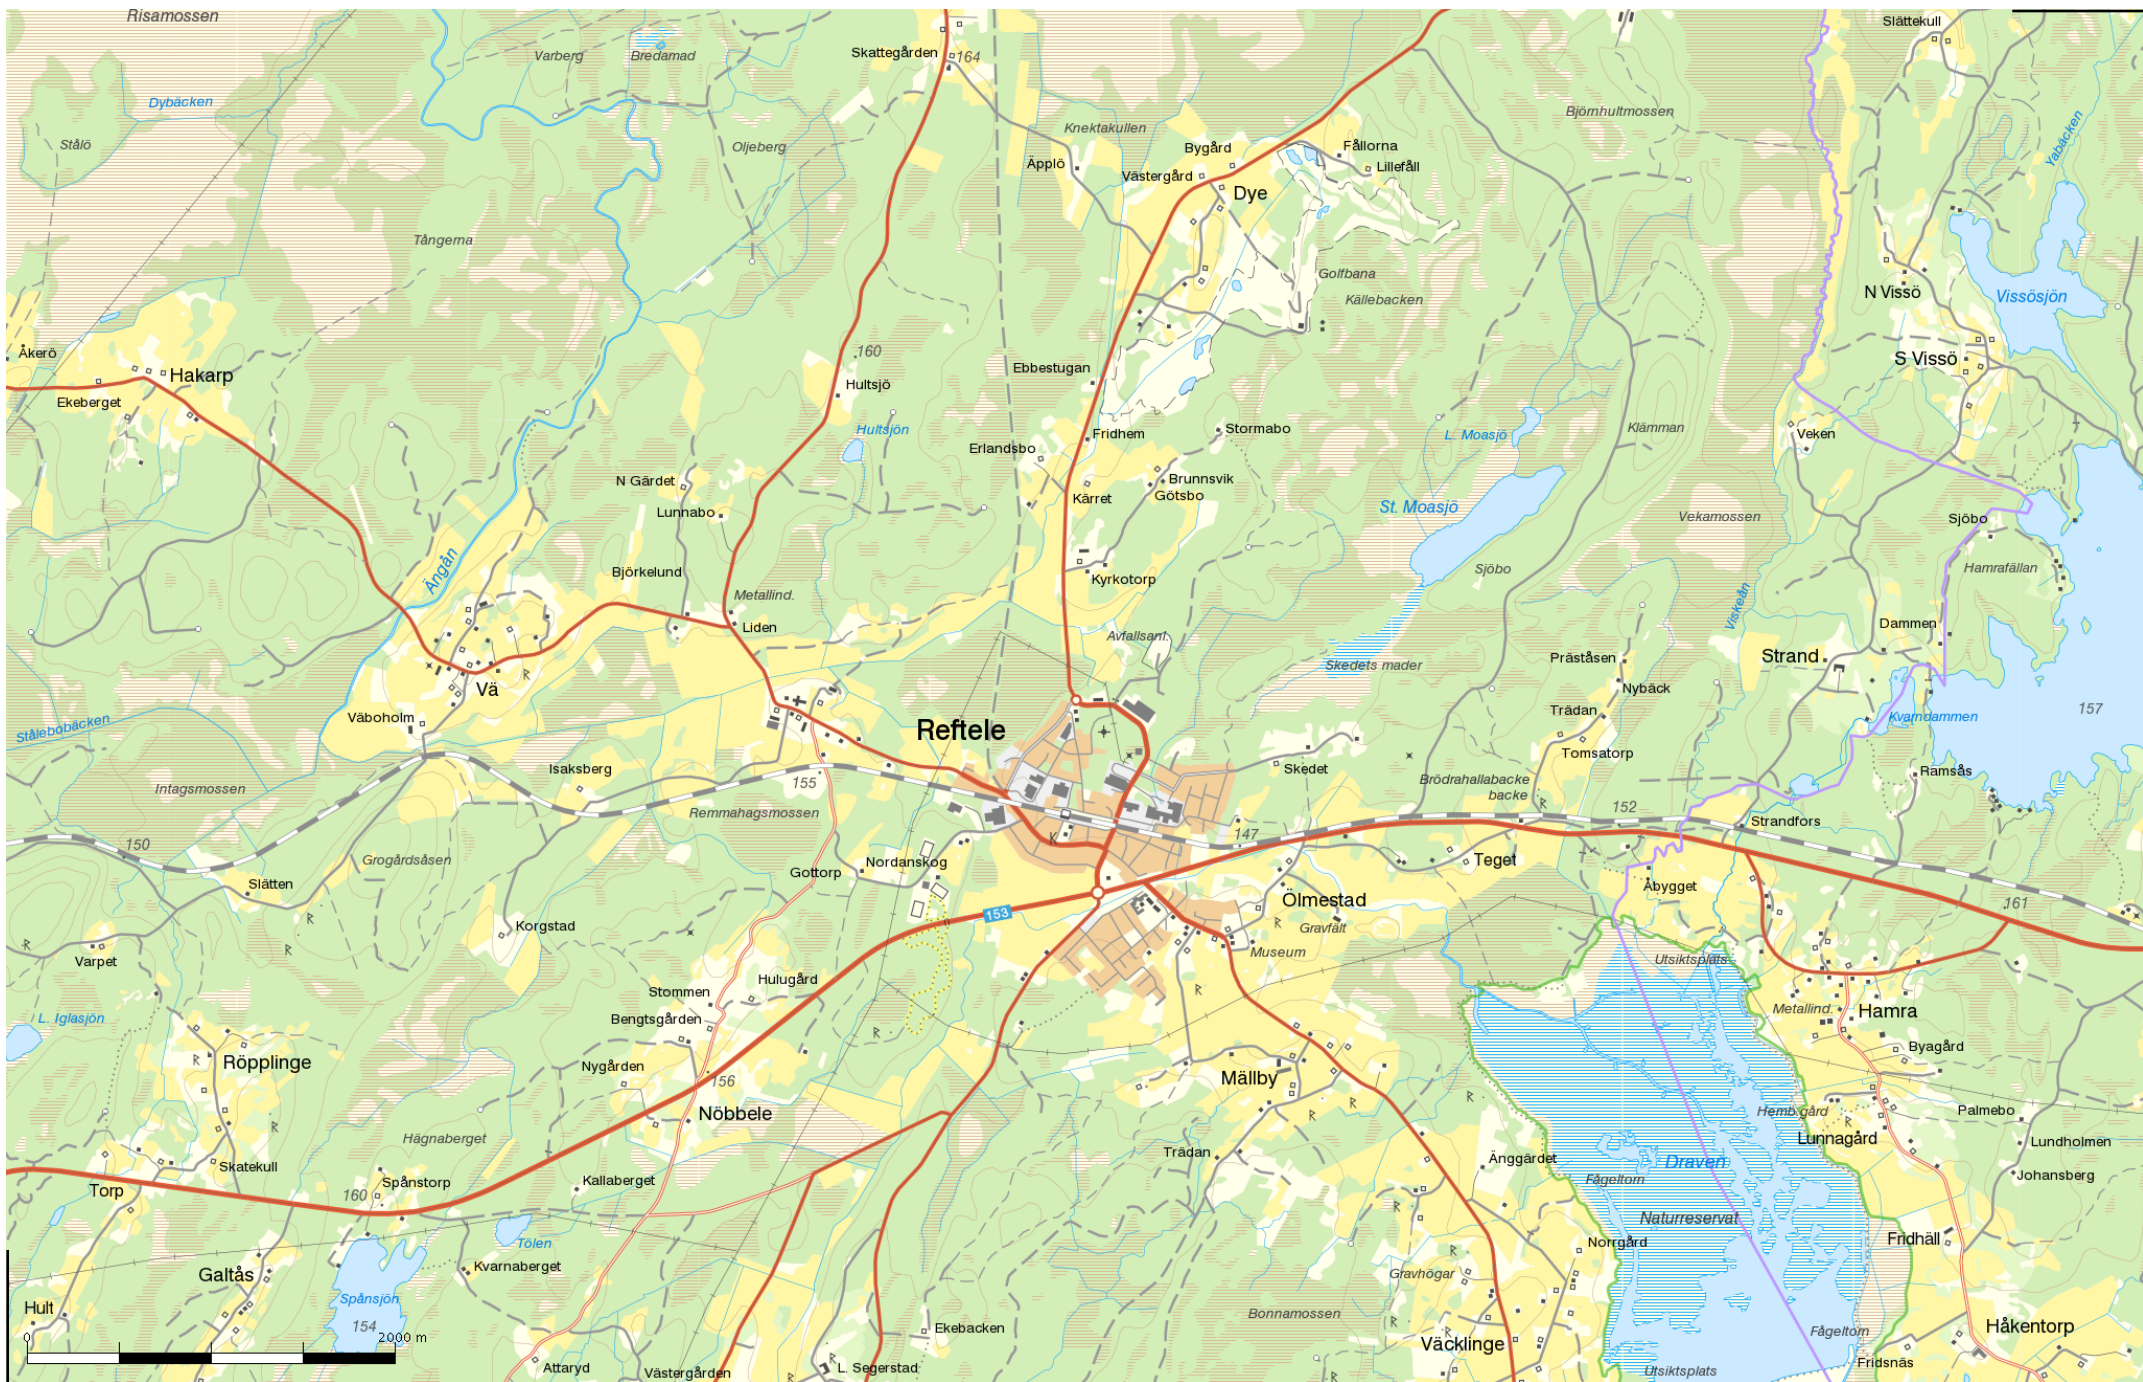 Risamossen
Slättekull
Skattegården
164
Varberg
Bredamad
Dybäcken
Björnhultmossen
Knektakullen
Yabäcken
Stålö
Oljeberg
Bygård
Fållorna
Äpplö
Västergård
Lillefåll
Dye
Tångerna
Golfbana
Källebacken
N Vissö
Vissösjön
Åkerö
160
S Vissö
Hakarp
Ebbestugan
Hultsjö
Ekeberget
Hultsjön
Stormabo
Klämman
Fridhem
L. Moasjö
Veken
Erlandsbo
N Gärdet
Brunnsvik
Kärret
Götsbo
Lunnabo
St. Moasjö
Vekamossen
Sjöbo
Ängån
Björkelund
Kyrkotorp
Sjöbo
Hamrafällan
Metallind.
Viskeån
Liden
Avfallsanl.
Dammen
Skedets mader
Präståsen
Strand
Vä
Nybäck
Väboholm
Trädan
Kvarndammen
157
Stålebobäcken
Reftele
Tomsatorp
Isaksberg
Skedet
Ramsås
155
Brödrahallabacke
backe
Intagsmossen
Remmahagsmossen
152
Strandfors
150
K
147
Grogårdsåsen
Nordanskog
Teget
Slätten
Gottorp
Åbygget
Ölmestad
161
153
Korgstad
Gravfält
Varpet
Museum
Utsiktsplats
Hulugård
Stommen
L. Iglasjön
Bengtsgården
Metallind.
Hamra
Röpplinge
Nygården
Byagård
156
Mällby
Nöbbele
Hemb.gård
Palmebo
Hägnaberget
Lunnagård
Lundholmen
Skatekull
Trädan
Änggärdet
Draven
Torp
Spånstorp
Kallaberget
Fågeltorn
Johansberg
160
Naturreservat
Tölen
Norrgård
Fridhäll
Galtås
Kvarnaberget
Gravhögar
Spånsjön
Hult
154
Bonnamossen
Ekebacken
Fågeltorn
Håkentorp
0
2000 m
Väcklinge
Attaryd
Västergården
L. Segerstad
Utsiktsplats
Fridsnäs